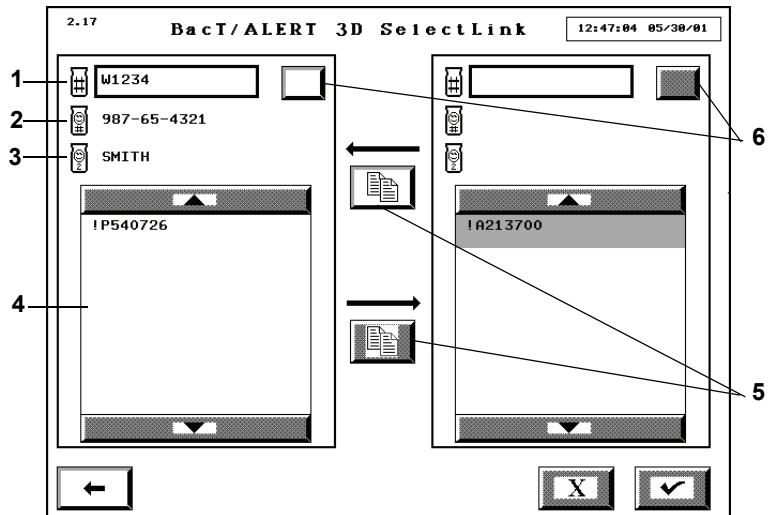 2.17
BacT/ALERT 3D SelectLink
12:47:04 05/30/01
1
W1234
2
987-65-4321
3
SMITH
6
!P540726
!A213700
4
5
X